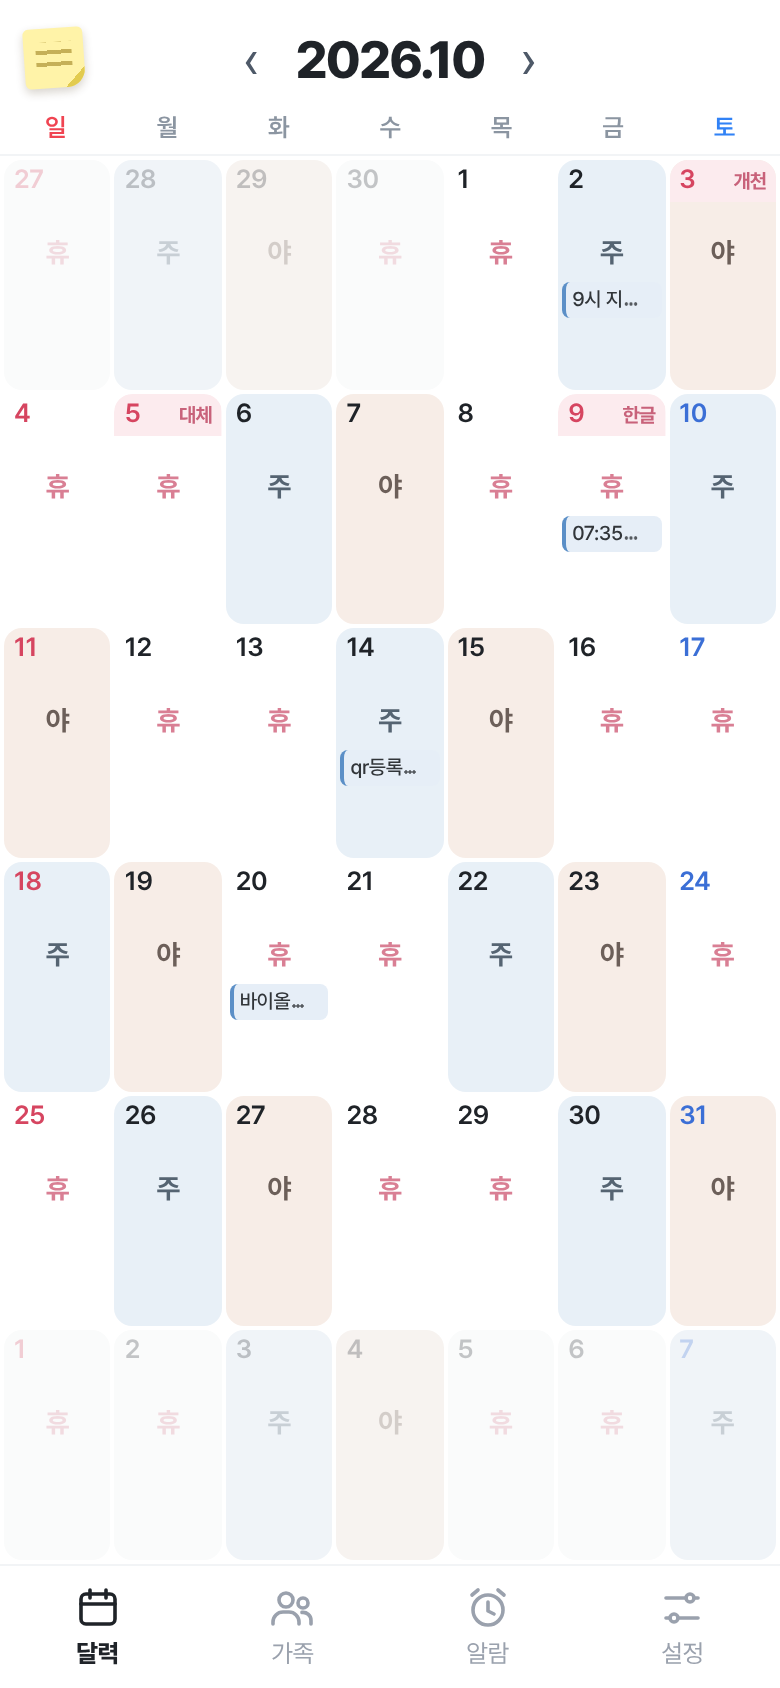 ‹ 2026.10 ›
일 월 화 수 목 금 토
27 28 29 30 1 2 3 개천
휴 주 야 휴 휴 주 야
9시 지...
4 5 대체 6 7 8 9 한글 10
휴 휴 주 야 휴 휴 주
07:35...
11 12 13 14 15 16 17
야 휴 휴 주 야 휴 휴
qr등록...
18 19 20 21 22 23 24
주 야 휴 휴 주 야 휴
바이올...
25 26 27 28 29 30 31
휴 주 야 휴 휴 주 야
1 2 3 4 5 6 7
휴 휴 주 야 휴 휴 주
달력 가족 알람 설정